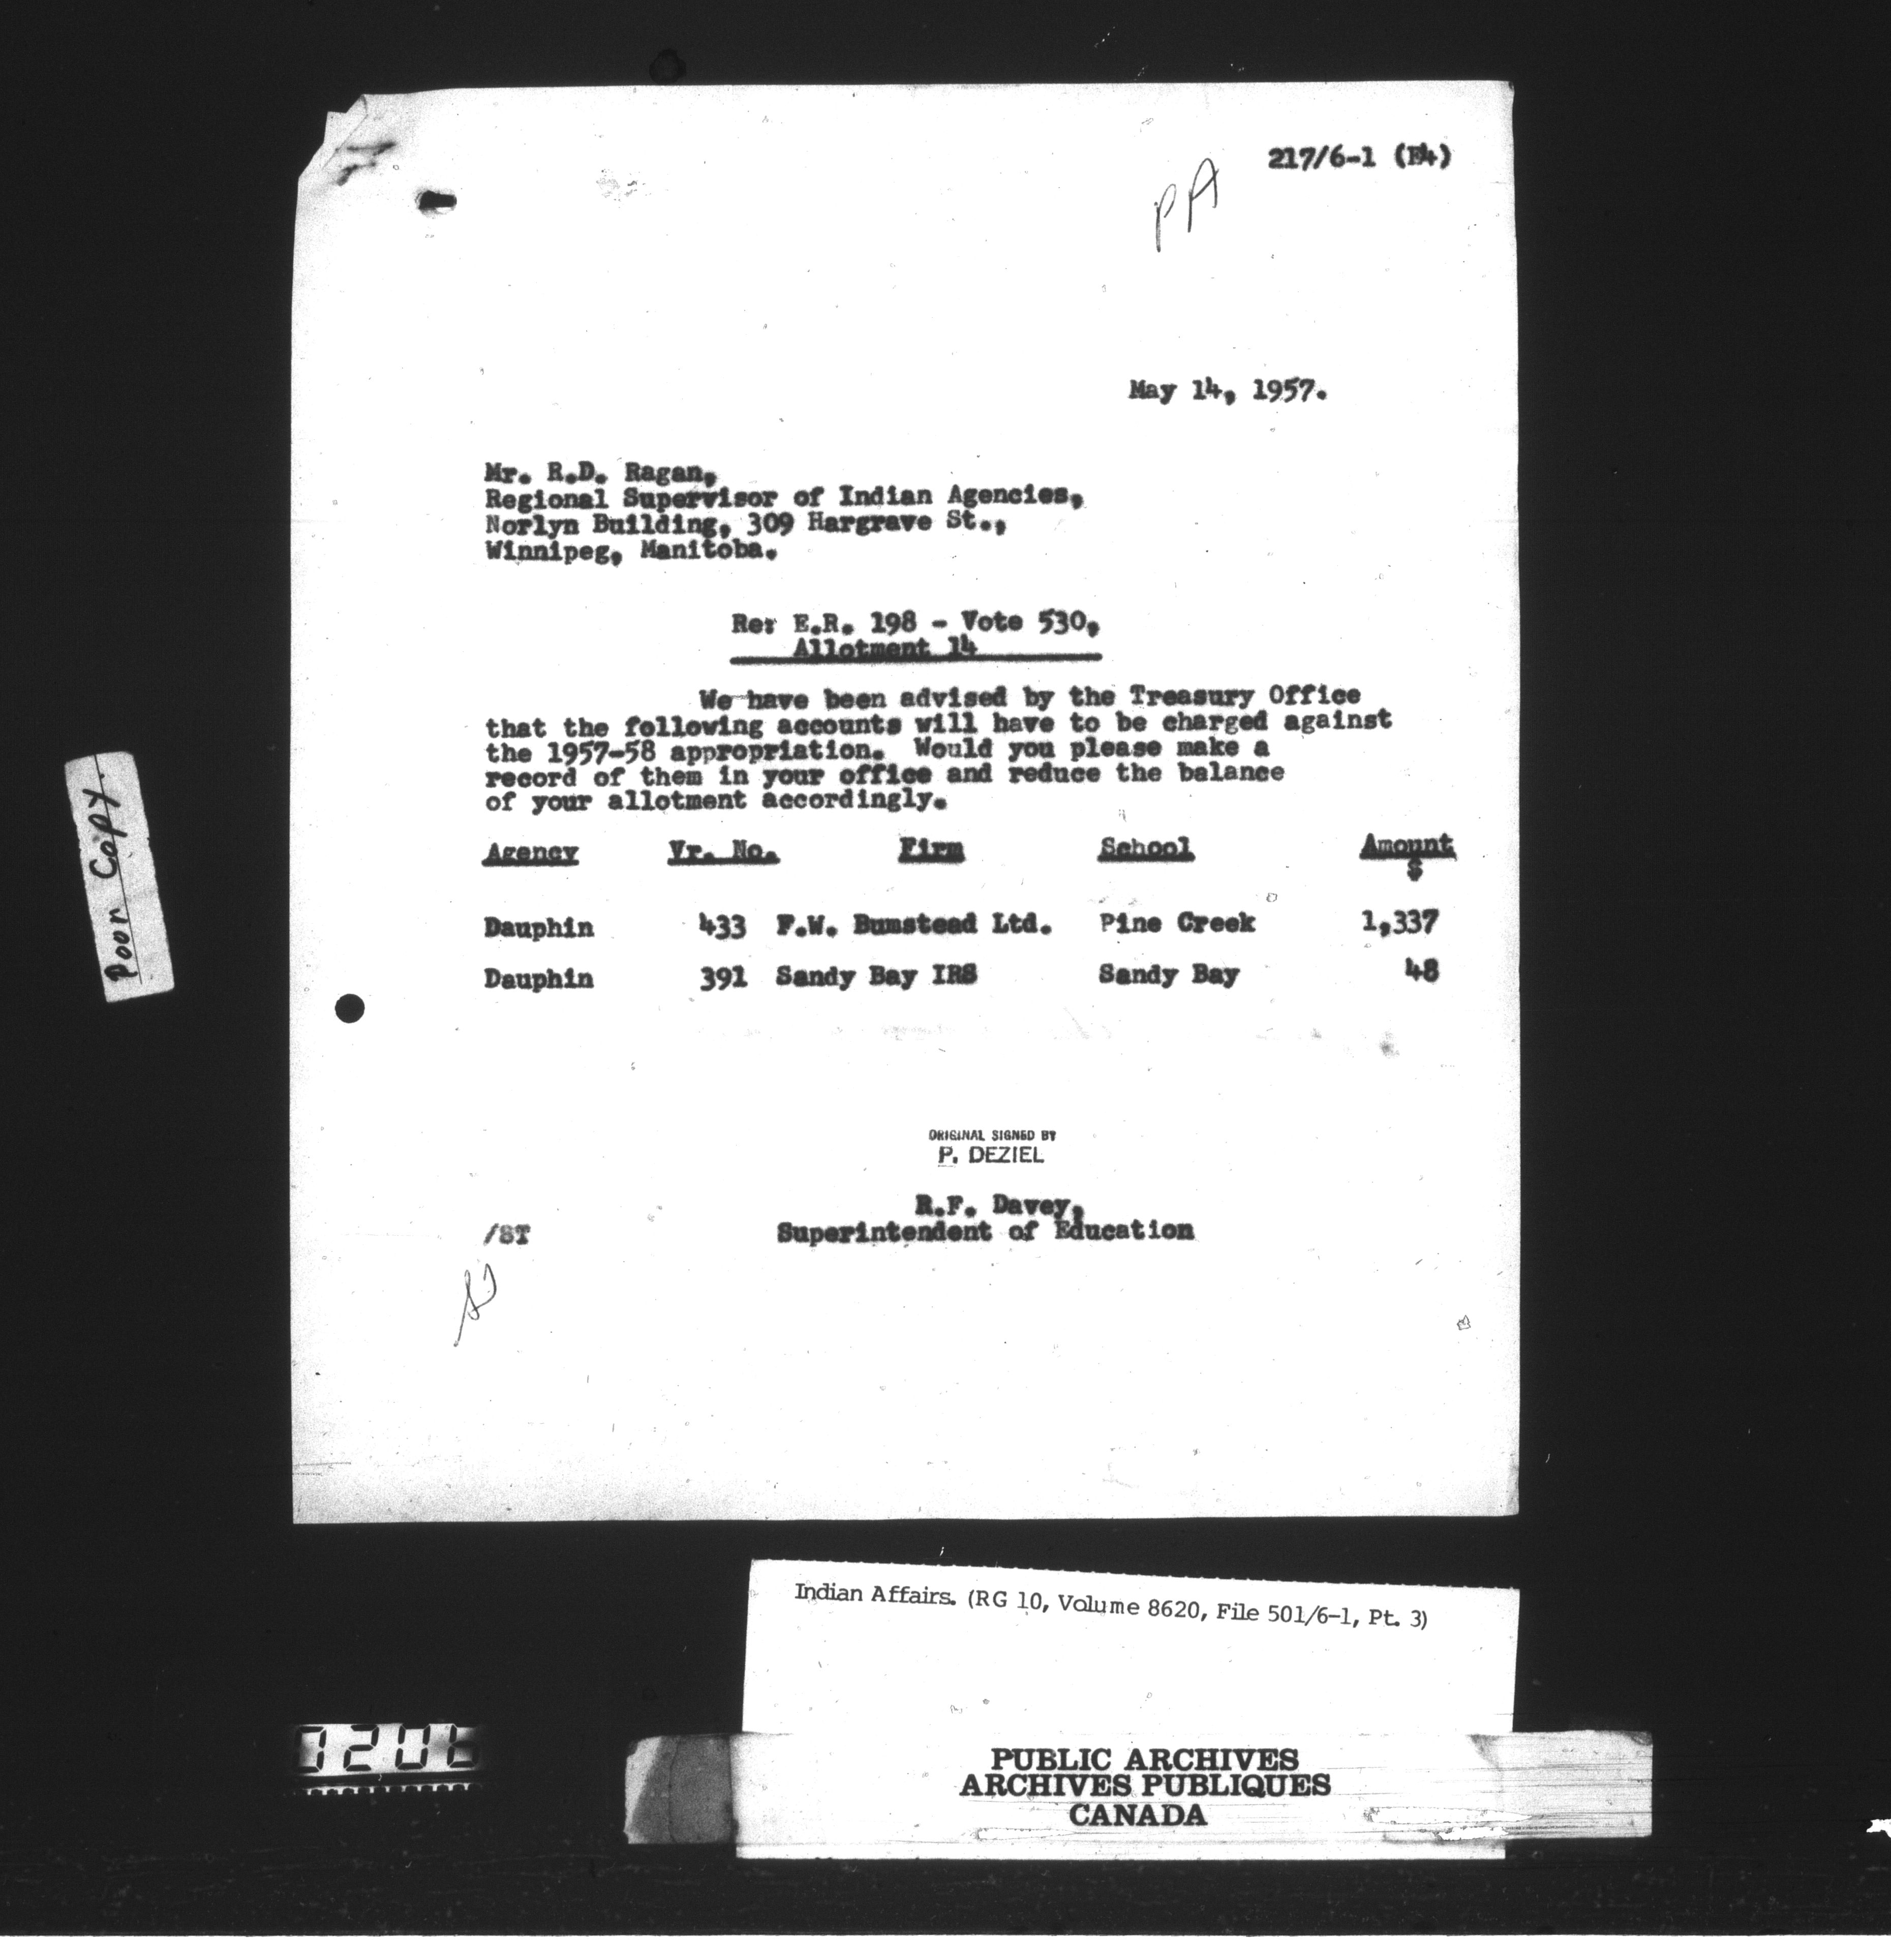 217/6-1 (E4)
PA
May 14, 1957.
Mr. R.D. Ragan,
Regional Supervisor of Indian Agencies,
Norlyn Building, 309 Hargrave St.,
Winnipeg, Manitoba.
Re: E.R. 198 - Vote 530,
Allotment 14
We have been advised by the Treasury Office
that the following accounts will have to be charged against
the 1957-58 appropriation. Would you please make a
record of them in your office and reduce the balance
of your allotment accordingly.
Agency Vr. No. Firm School Amount
$
Dauphin 433 F.W. Bumstead Ltd. Pine Creek 1,337
Dauphin 391 Sandy Bay IRS Sandy Bay 48
Poor Copy.
ORIGINAL SIGNED BY
P. DEZIEL
R.F. Davey,
/ST Superintendent of Education
Indian Affairs. (RG 10, Volume 8620, File 501/6-1, Pt. 3)
PUBLIC ARCHIVES
ARCHIVES PUBLIQUES
CANADA